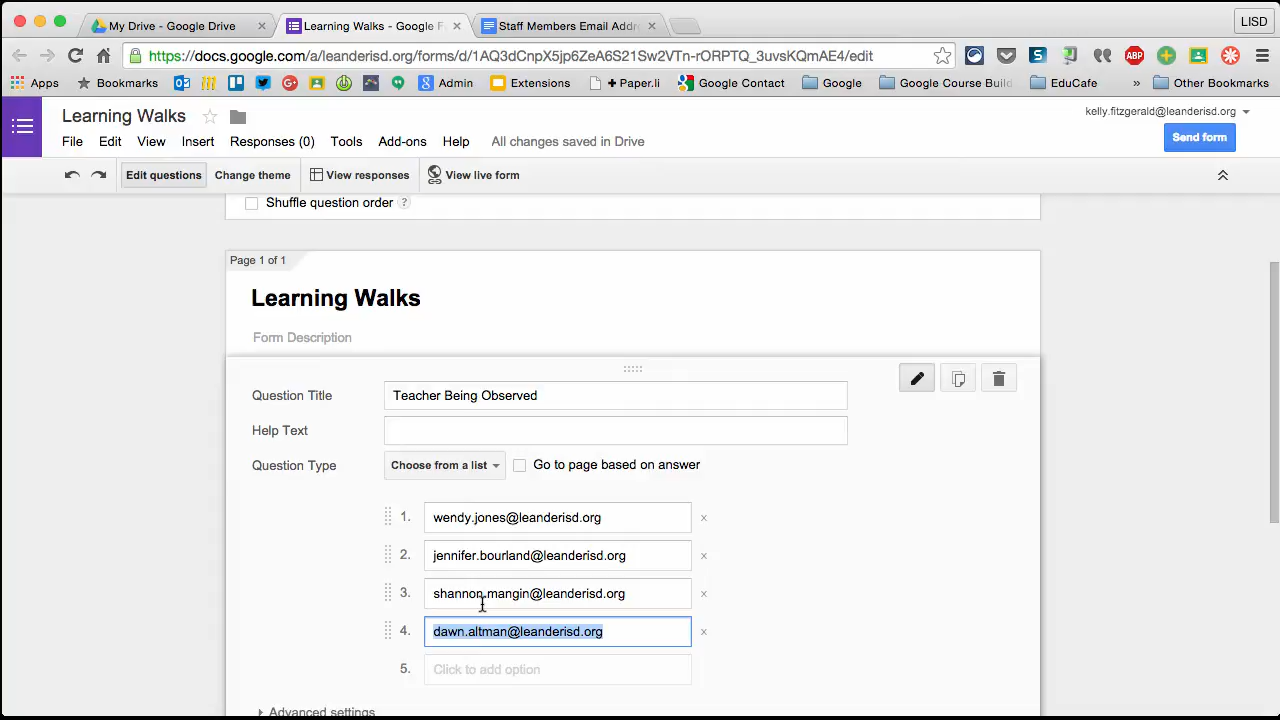 My Drive - Google Drive
Learning Walks - Google F
Staff Members Email Addr
LISD
https://docs.google.com/a/leanderisd.org/forms/d/1AQ3dCnpX5jp6ZeA6S21Sw2VTn-rORPTQ_3uvsKQmAE4/edit
Apps
Bookmarks
Admin
Extensions
+ Paper.li
Google Contact
Google
Google Course Build
EduCafe
»
Other Bookmarks
Learning Walks
kelly.fitzgerald@leanderisd.org
Send form
File Edit View Insert Responses (0) Tools Add-ons Help All changes saved in Drive
Edit questions Change theme View responses View live form
Shuffle question order ?
Page 1 of 1
Learning Walks
Form Description
Question Title Teacher Being Observed
Help Text
Question Type Choose from a list Go to page based on answer
1. wendy.jones@leanderisd.org x
2. jennifer.bourland@leanderisd.org x
3. shannon.mangin@leanderisd.org x
4. dawn.altman@leanderisd.org x
5. Click to add option
Advanced settings